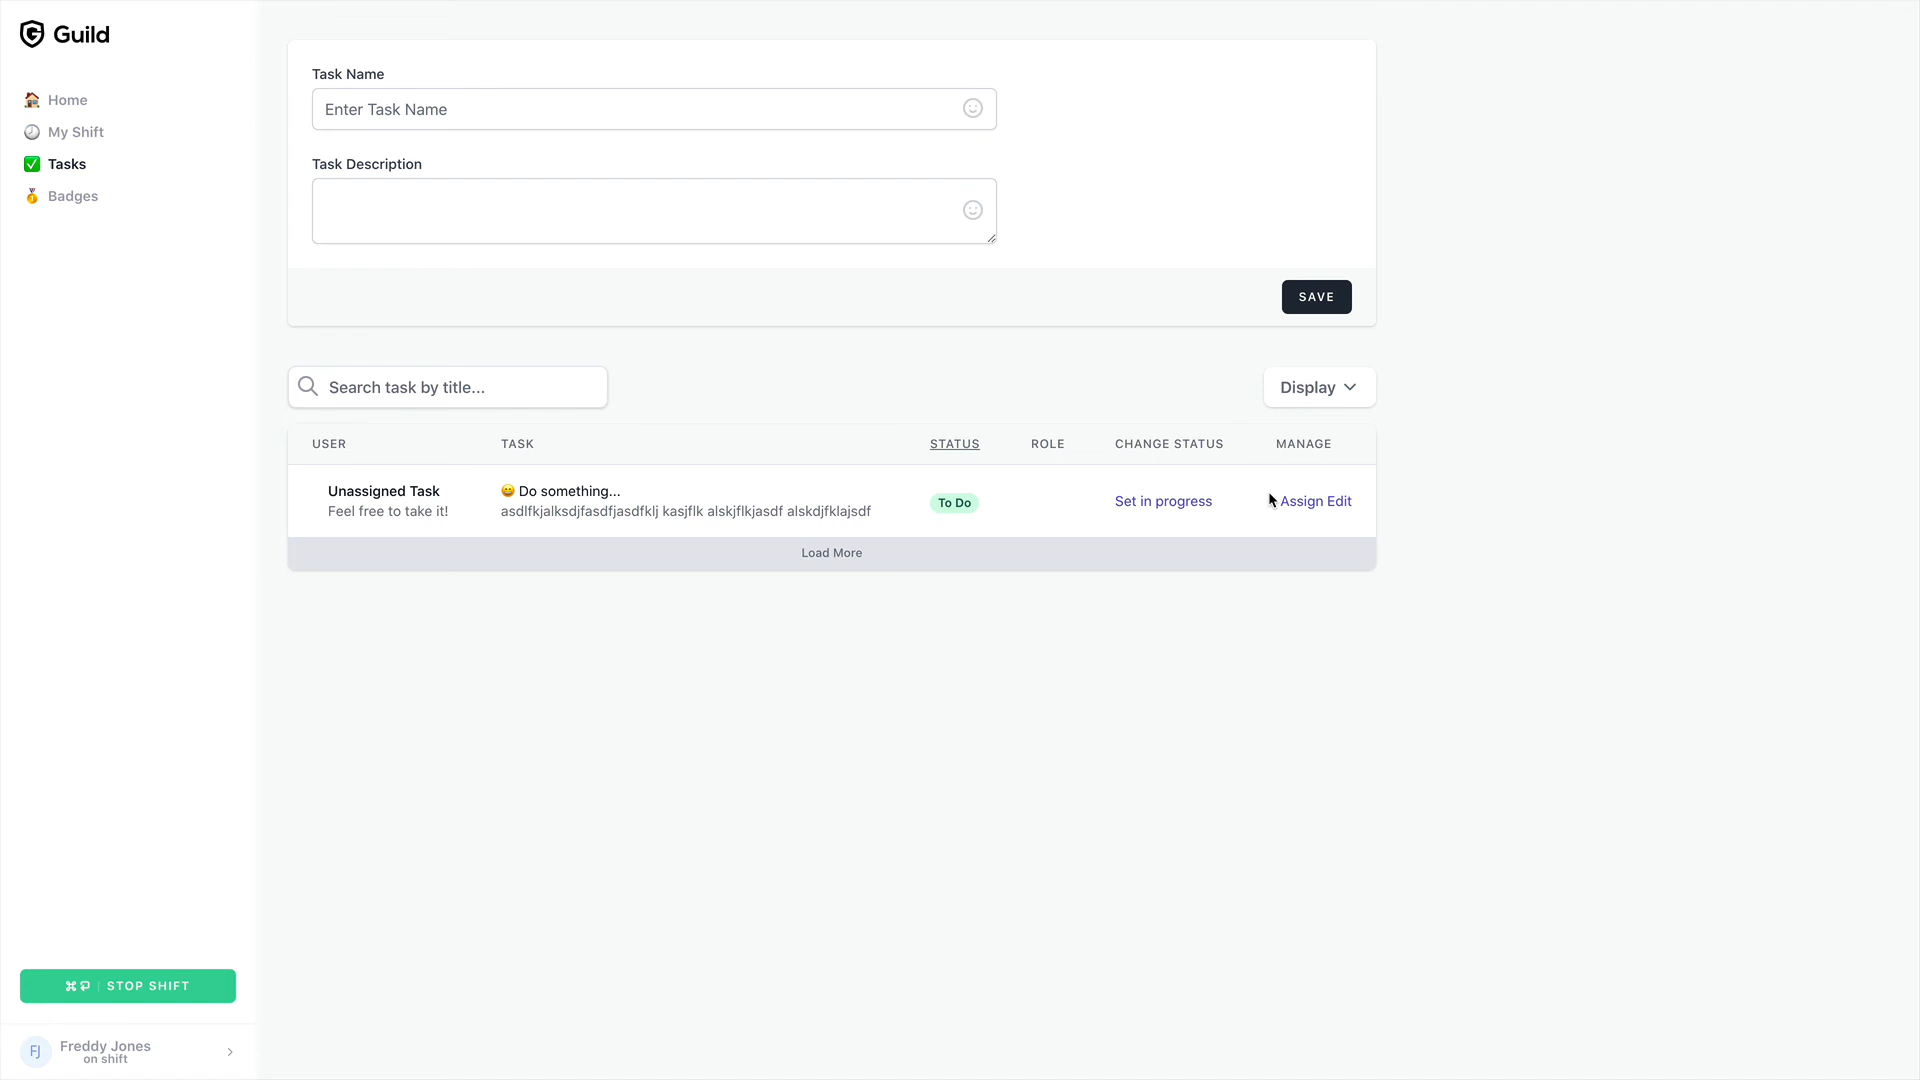 Guild
Home
My Shift
Tasks
Badges
Task Name
Enter Task Name
Task Description
SAVE
Search task by title...
Display
USER TASK STATUS ROLE CHANGE STATUS MANAGE
Unassigned Task
Feel free to take it!
😄 Do something...
asdlfkjalksdjfasdfjasdfklj kasjflk alskjflkjasdf alskdjfklajsdf
To Do
Set in progress
Assign Edit
Load More
⌘ STOP SHIFT
FJ
Freddy Jones
on shift